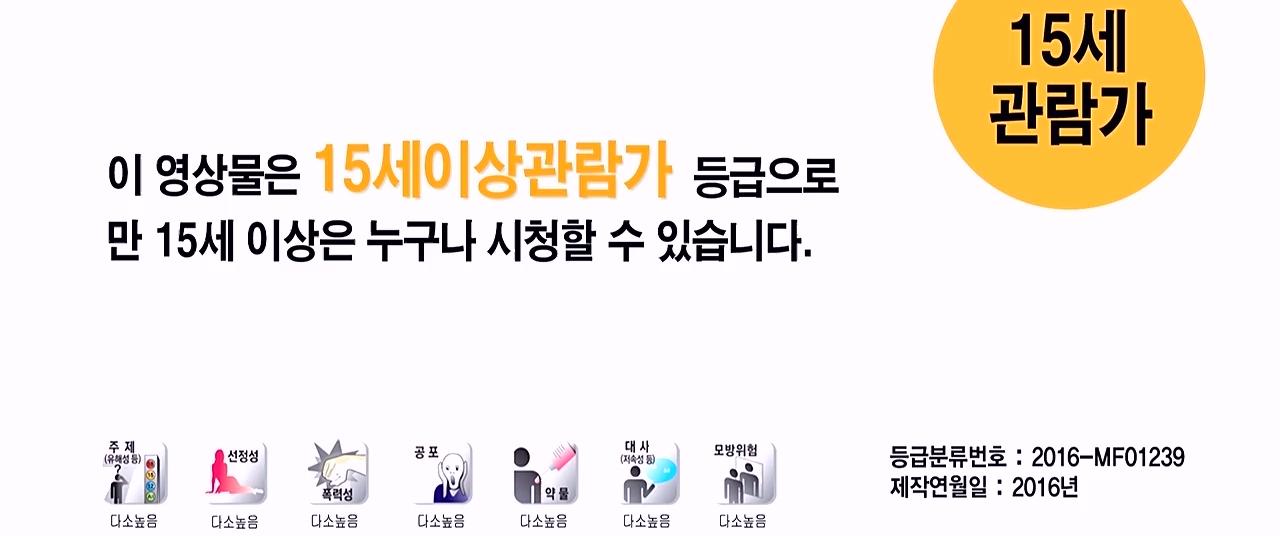 15세
관람가
이 영상물은 15세이상관람가 등급으로
만 15세 이상은 누구나 시청할 수 있습니다.
주 제
(유해성 등)
?
선정성
폭력성
공 포
약 물
대 사
(저속성 등)
모방위험
다소높음 다소높음 다소높음 다소높음 다소높음 다소높음 다소높음
등급분류번호 : 2016-MF01239
제작연월일 : 2016년